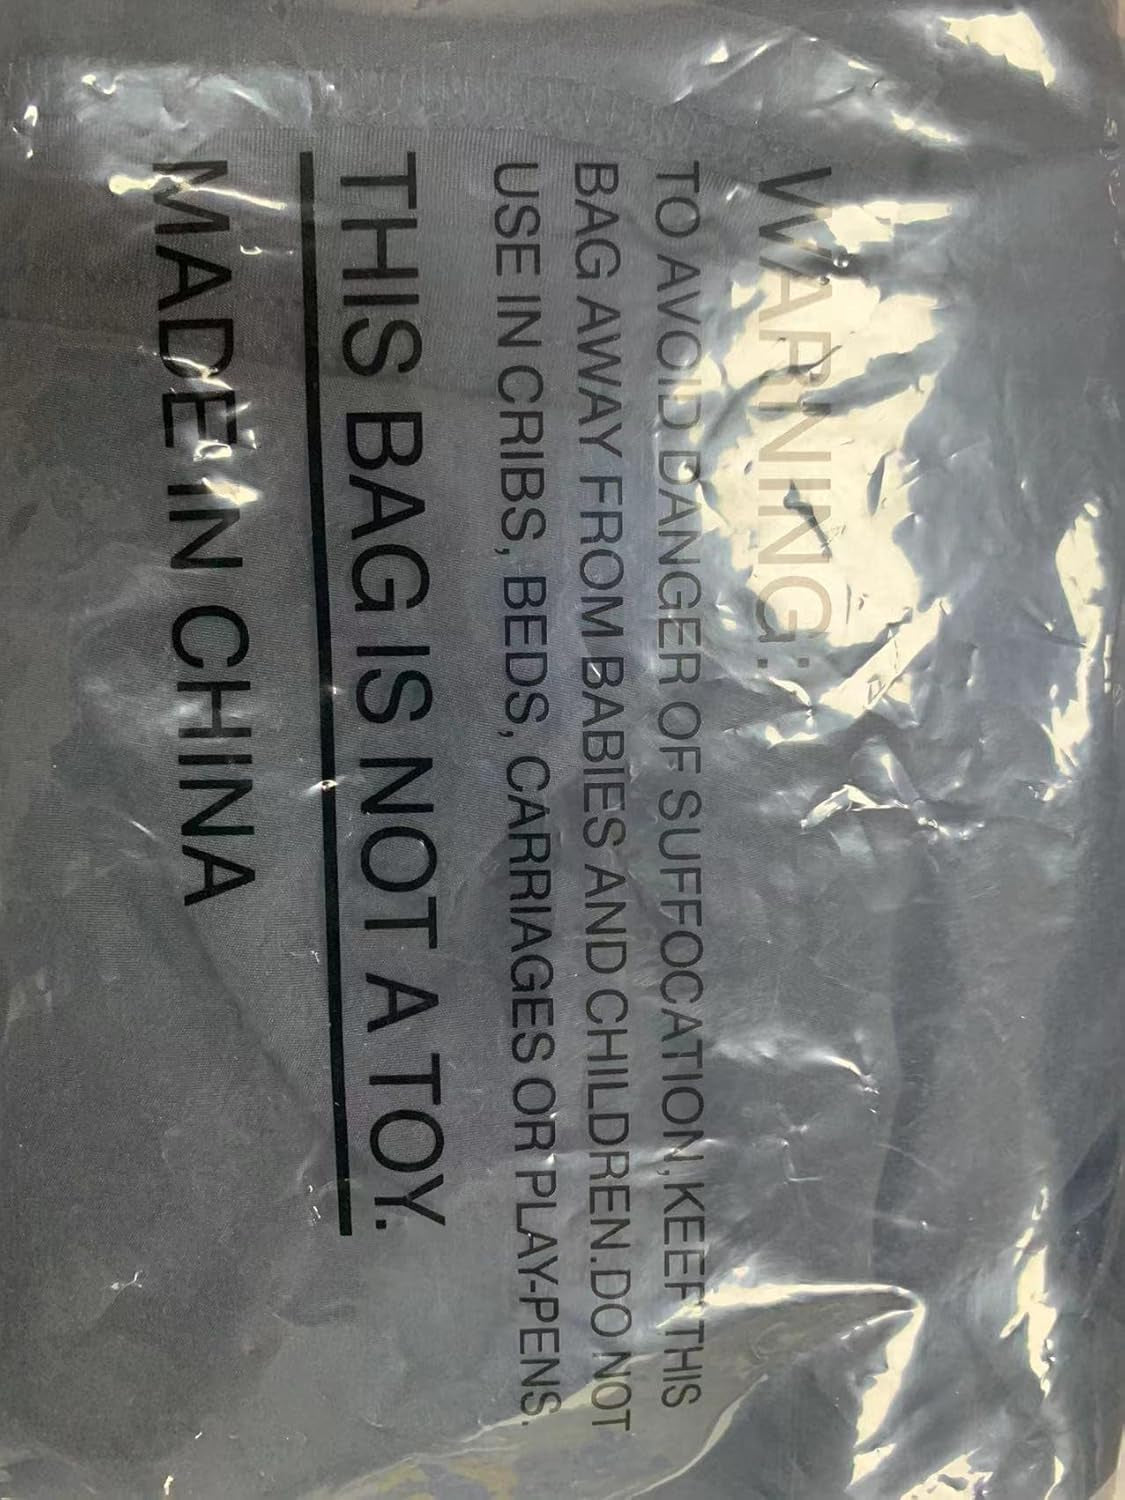 WARNING:
TO AVOID DANGER OF SUFFOCATION,KEEP THIS
BAG AWAY FROM BABIES AND CHILDREN.DO NOT
USE IN CRIBS, BEDS, CARRIAGES OR PLAY-PENS.
THIS BAG IS NOT A TOY.
MADE IN CHINA